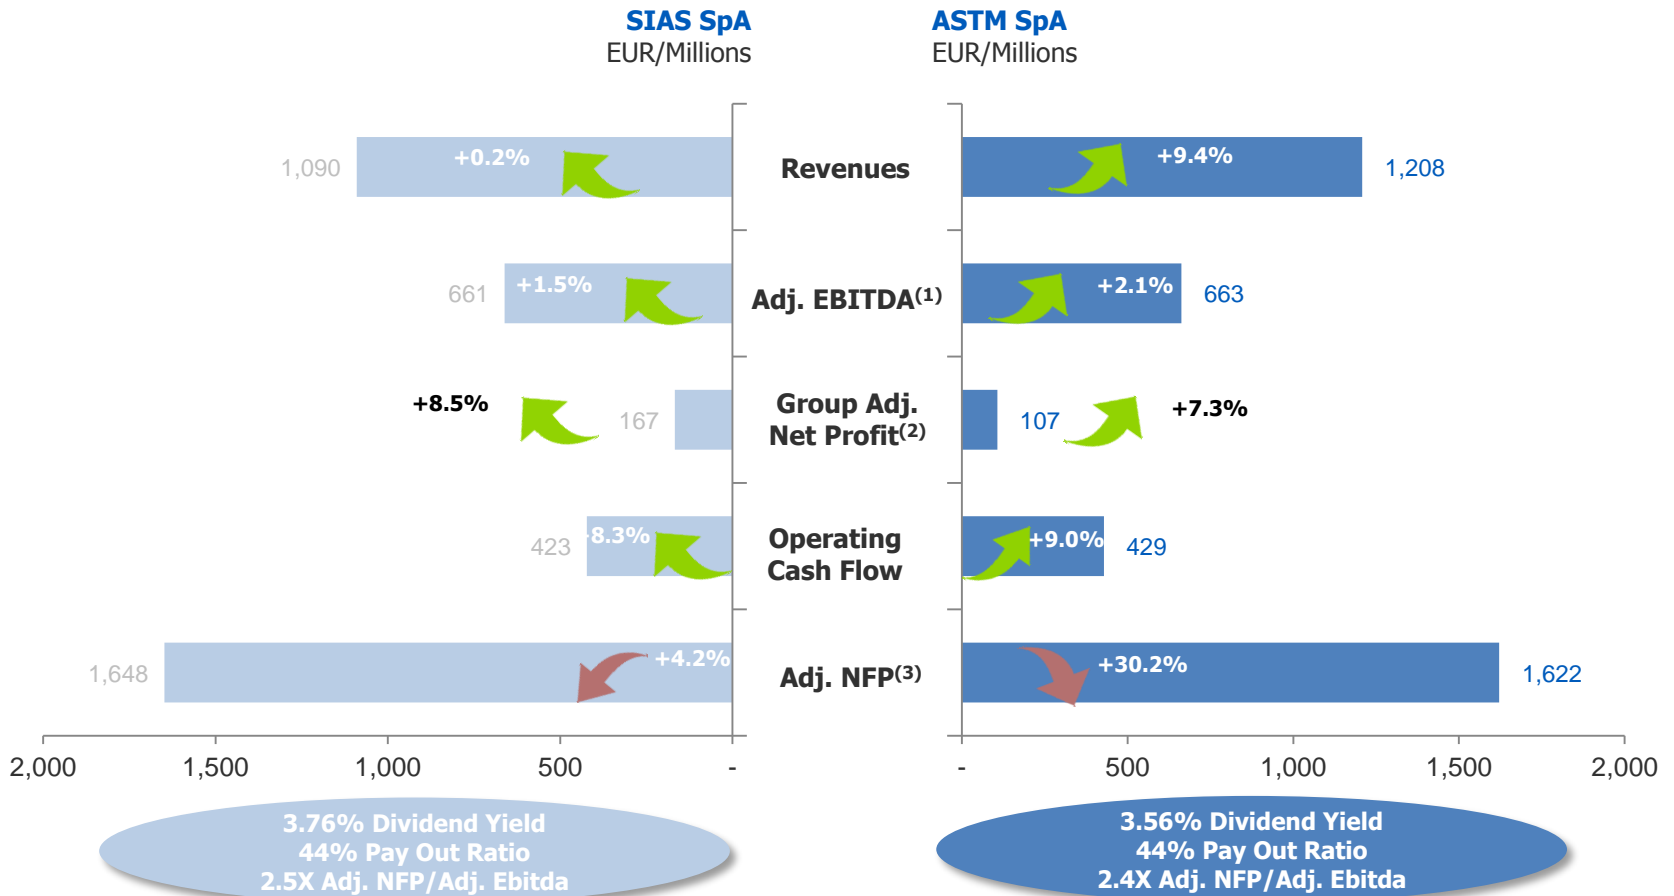 SIAS SpA
EUR/Millions
ASTM SpA
EUR/Millions
1,090
+0.2%
Revenues
+9.4%
1,208
661
+1.5%
Adj. EBITDA(1)
+2.1%
663
+8.5%
167
Group Adj.
Net Profit(2)
107
+7.3%
423
8.3%
Operating
Cash Flow
+9.0%
429
1,648
+4.2%
Adj. NFP(3)
+30.2%
1,622
2,000
1,500
1,000
500
-
-
500
1,000
1,500
2,000
3.76% Dividend Yield
44% Pay Out Ratio
2.5X Adj. NFP/Adj. Ebitda
3.56% Dividend Yield
44% Pay Out Ratio
2.4X Adj. NFP/Adj. Ebitda